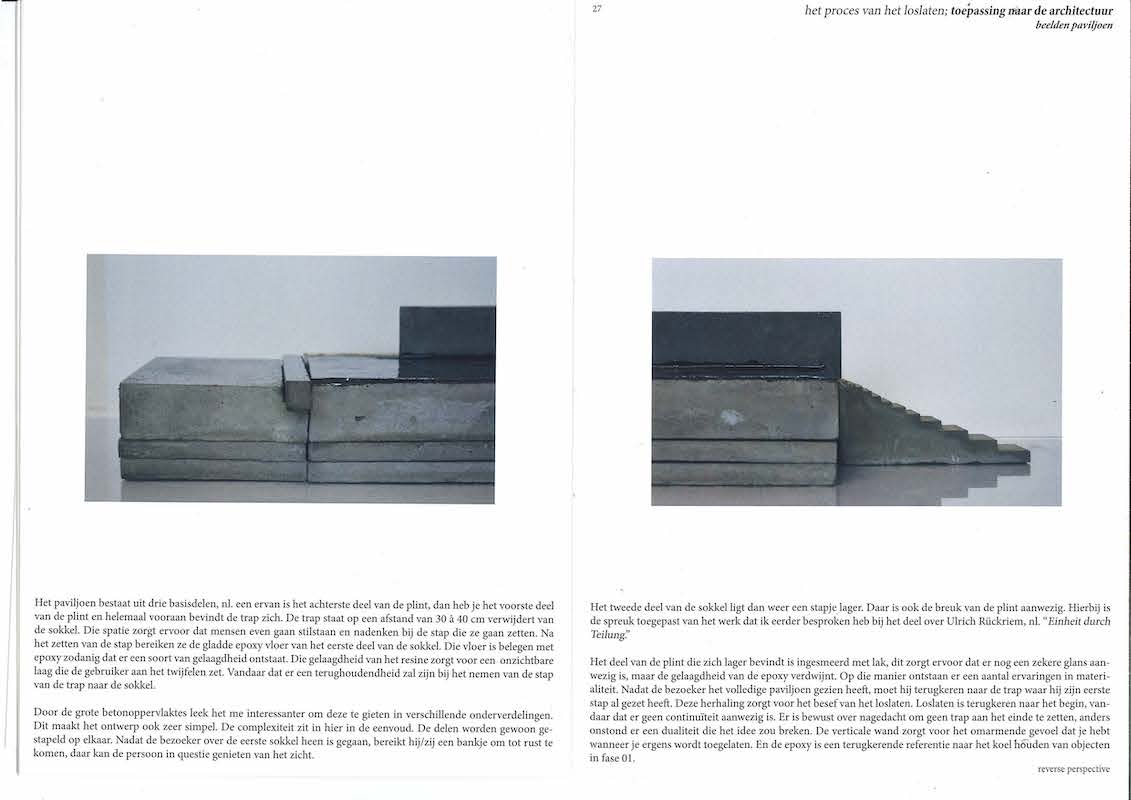 27
het proces van het loslaten; toepassing naar de architectuur
beelden paviljoen
Het paviljoen bestaat uit drie basisdelen, nl. een ervan is het achterste deel van de plint, dan heb je het voorste deel
van de plint en helemaal vooraan bevindt de trap zich. De trap staat op een afstand van 30 à 40 cm verwijdert van
de sokkel. Die spatie zorgt ervoor dat mensen even gaan stilstaan en nadenken bij de stap die ze gaan zetten. Na
het zetten van de stap bereiken ze de gladde epoxy vloer van het eerste deel van de sokkel. Die vloer is belegen met
epoxy zodanig dat er een soort van gelaagdheid ontstaat. Die gelaagdheid van het resine zorgt voor een onzichtbare
laag die de gebruiker aan het twijfelen zet. Vandaar dat er een terughoudendheid zal zijn bij het nemen van de stap
van de trap naar de sokkel.
Door de grote betonoppervlaktes leek het me interessanter om deze te gieten in verschillende onderverdelingen.
Dit maakt het ontwerp ook zeer simpel. De complexiteit zit in hier in de eenvoud. De delen worden gewoon ge-
stapeld op elkaar. Nadat de bezoeker over de eerste sokkel heen is gegaan, bereikt hij/zij een bankje om tot rust te
komen, daar kan de persoon in questie genieten van het zicht.
Het tweede deel van de sokkel ligt dan weer een stapje lager. Daar is ook de breuk van de plint aanwezig. Hierbij is
de spreuk toegepast van het werk dat ik eerder besproken heb bij het deel over Ulrich Rückriem, nl. “Einheit durch
Teilung.”
Het deel van de plint die zich lager bevindt is ingesmeerd met lak, dit zorgt ervoor dat er nog een zekere glans aan-
wezig is, maar de gelaagdheid van de epoxy verdwijnt. Op die manier ontstaan er een aantal ervaringen in materi-
aliteit. Nadat de bezoeker het volledige paviljoen gezien heeft, moet hij terugkeren naar de trap waar hij zijn eerste
stap al gezet heeft. Deze herhaling zorgt voor het besef van het loslaten. Loslaten is terugkeren naar het begin, van-
daar dat er geen continuïteit aanwezig is. Er is bewust over nagedacht om geen trap aan het einde te zetten, anders
onstond er een dualiteit die het idee zou breken. De verticale wand zorgt voor het omarmende gevoel dat je hebt
wanneer je ergens wordt toegelaten. En de epoxy is een terugkerende referentie naar het koel houden van objecten
in fase 01.
reverse perspective